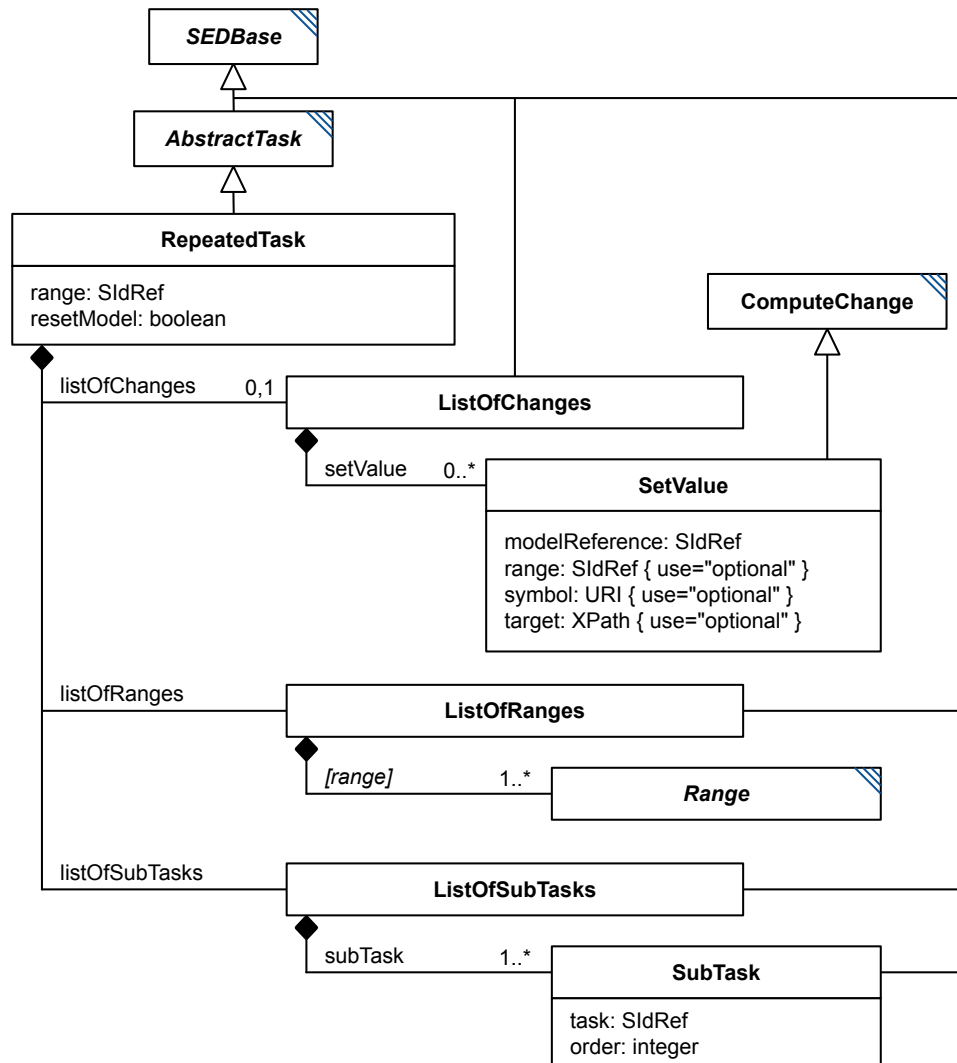 SEDBase
AbstractTask
RepeatedTask
range: SIdRef
resetModel: boolean
ComputeChange
listOfChanges 0,1
ListOfChanges
setValue 0..*
SetValue
modelReference: SIdRef
range: SIdRef { use="optional" }
symbol: URI { use="optional" }
target: XPath { use="optional" }
listOfRanges
ListOfRanges
[range] 1..*
Range
listOfSubTasks
ListOfSubTasks
subTask 1..*
SubTask
task: SIdRef
order: integer